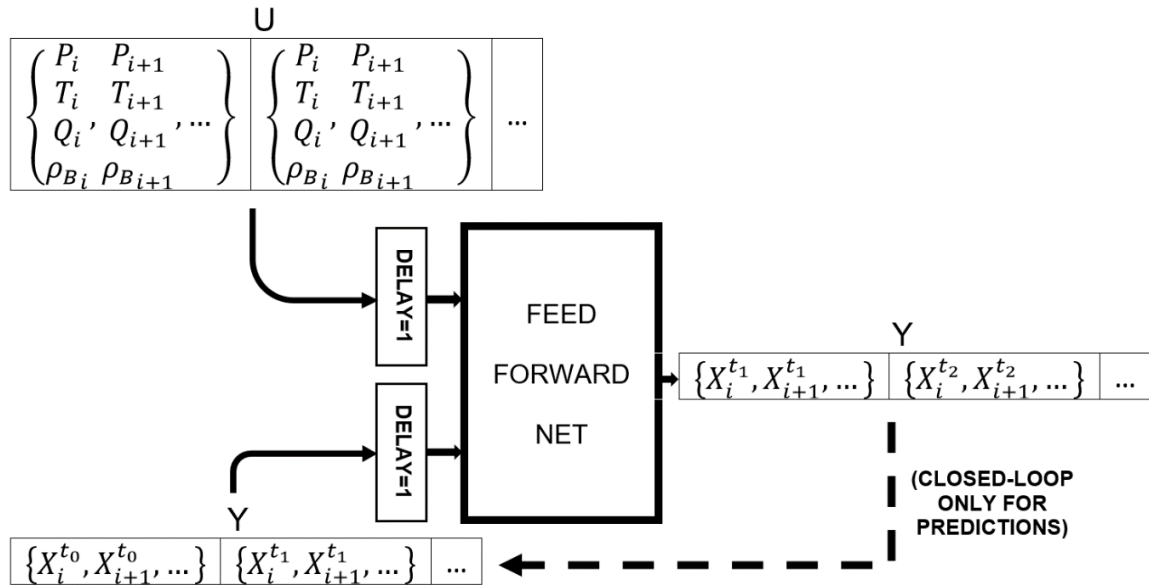 U
P_i P_{i+1}
T_i T_{i+1}
Q_i , Q_{i+1} , ...
ρ_{B_i} ρ_{B_{i+1}}
P_i P_{i+1}
T_i T_{i+1}
Q_i , Q_{i+1} , ...
ρ_{B_i} ρ_{B_{i+1}}
...
DELAY=1
DELAY=1
FEED
FORWARD
NET
Y
{X_i^{t_1}, X_{i+1}^{t_1}, ...} {X_i^{t_2}, X_{i+1}^{t_2}, ...} ...
(CLOSED-LOOP
ONLY FOR
PREDICTIONS)
Y
{X_i^{t_0}, X_{i+1}^{t_0}, ...} {X_i^{t_1}, X_{i+1}^{t_1}, ...} ...